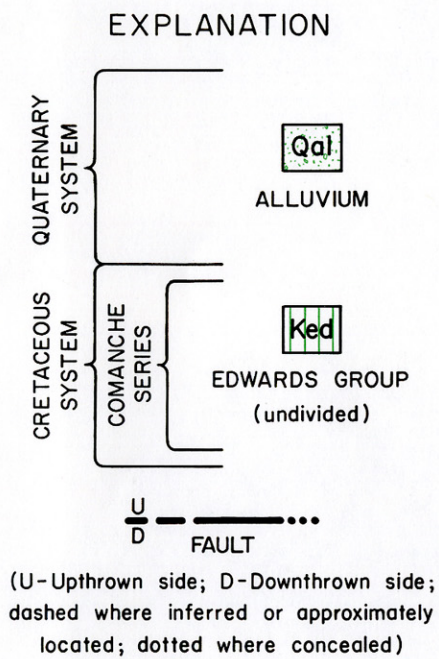 EXPLANATION
QUATERNARY
SYSTEM
Qal
ALLUVIUM
CRETACEOUS
SYSTEM
COMANCHE
SERIES
Ked
EDWARDS GROUP
(undivided)
U
D
FAULT
(U-Upthrown side; D-Downthrown side;
dashed where inferred or approximately
located; dotted where concealed)